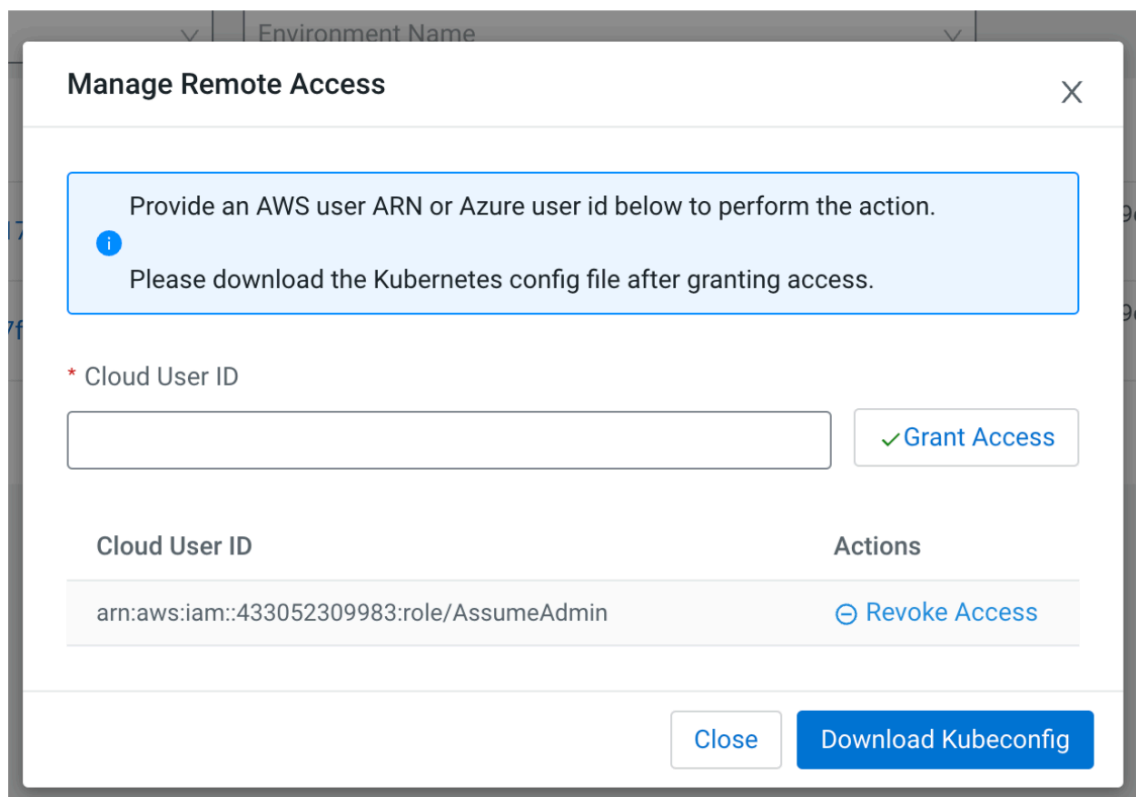 Environment Name
Manage Remote Access
Provide an AWS user ARN or Azure user id below to perform the action.
Please download the Kubernetes config file after granting access.
* Cloud User ID
Grant Access
Cloud User ID Actions
arn:aws:iam::433052309983:role/AssumeAdmin Revoke Access
Close Download Kubeconfig